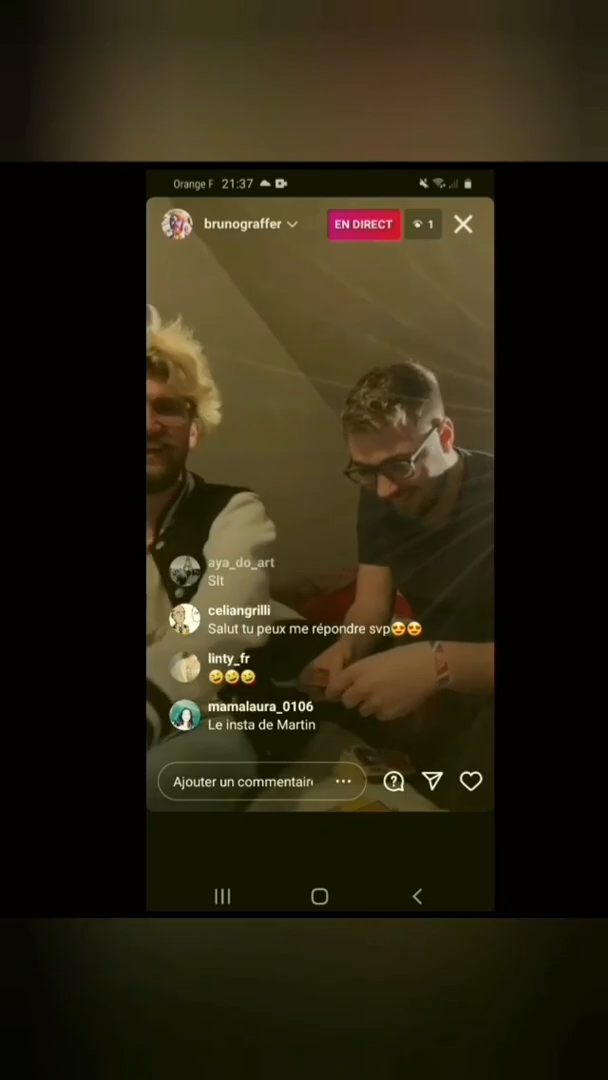 Orange F 21:37
brunograffer
EN DIRECT
1
aya_do_art
Slt
celiangrilli
Salut tu peux me répondre svp😍😍
linty_fr
🤣🤣🤣
mamalaura_0106
Le insta de Martin
Ajouter un commentair